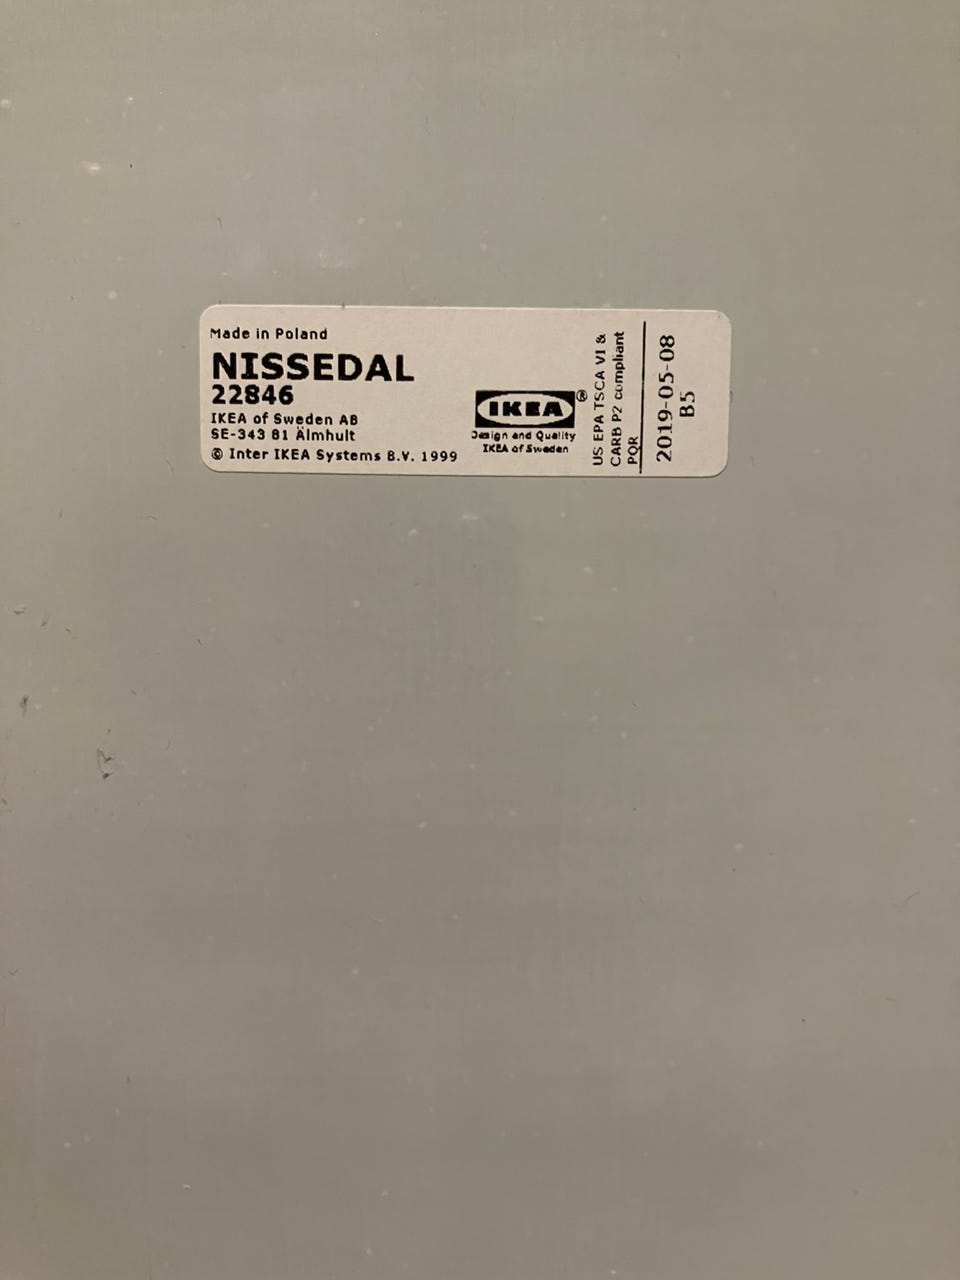 Made in Poland
NISSEDAL
22846
IKEA of Sweden AB
SE-343 81 Älmhult
© Inter IKEA Systems B.V. 1999
IKEA®
Design and Quality
IKEA of Sweden
US EPA TSCA VI &
CARB P2 compliant
PQR
2019-05-08
B5